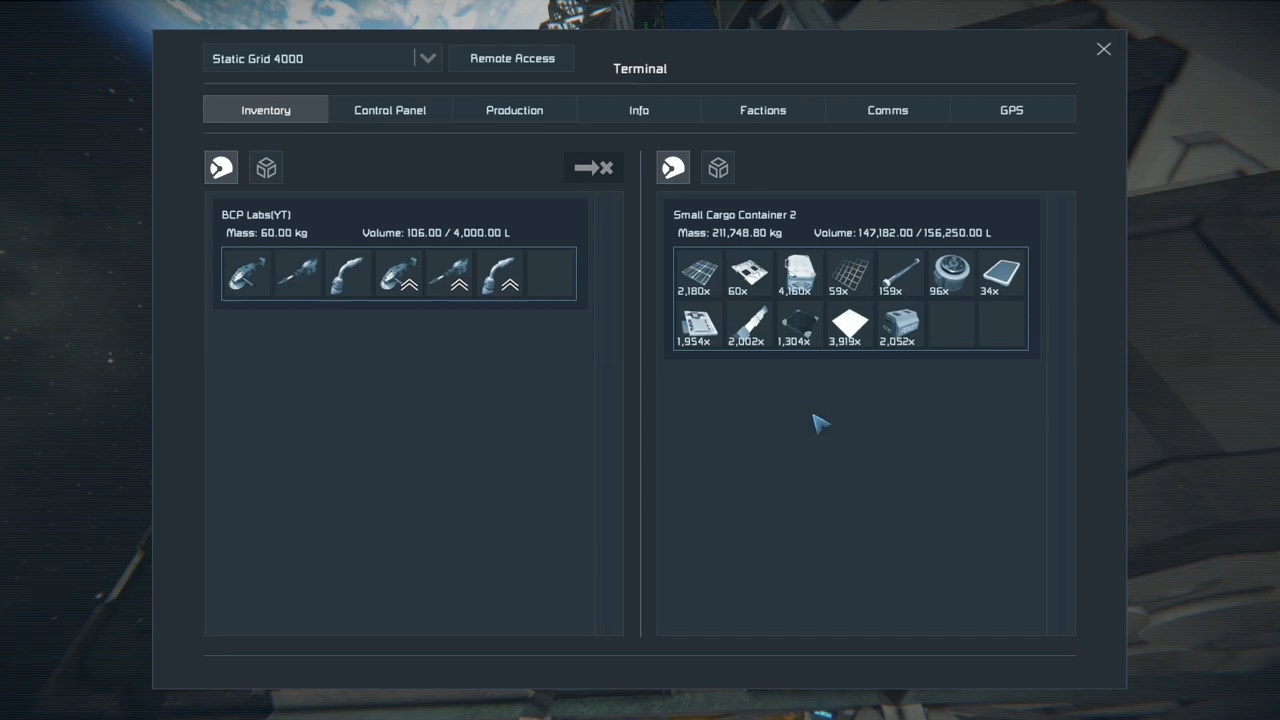 Static Grid 4000
Remote Access
Terminal
Inventory
Control Panel
Production
Info
Factions
Comms
GPS
BCP Labs(YT)
Mass: 60.00 kg
Volume: 106.00 / 4,000.00 L
Small Cargo Container 2
Mass: 211,748.80 kg
Volume: 147,182.00 / 156,250.00 L
2,180x
60x
4,160x
59x
159x
96x
34x
1,954x
2,002x
1,304x
3,919x
2,052x